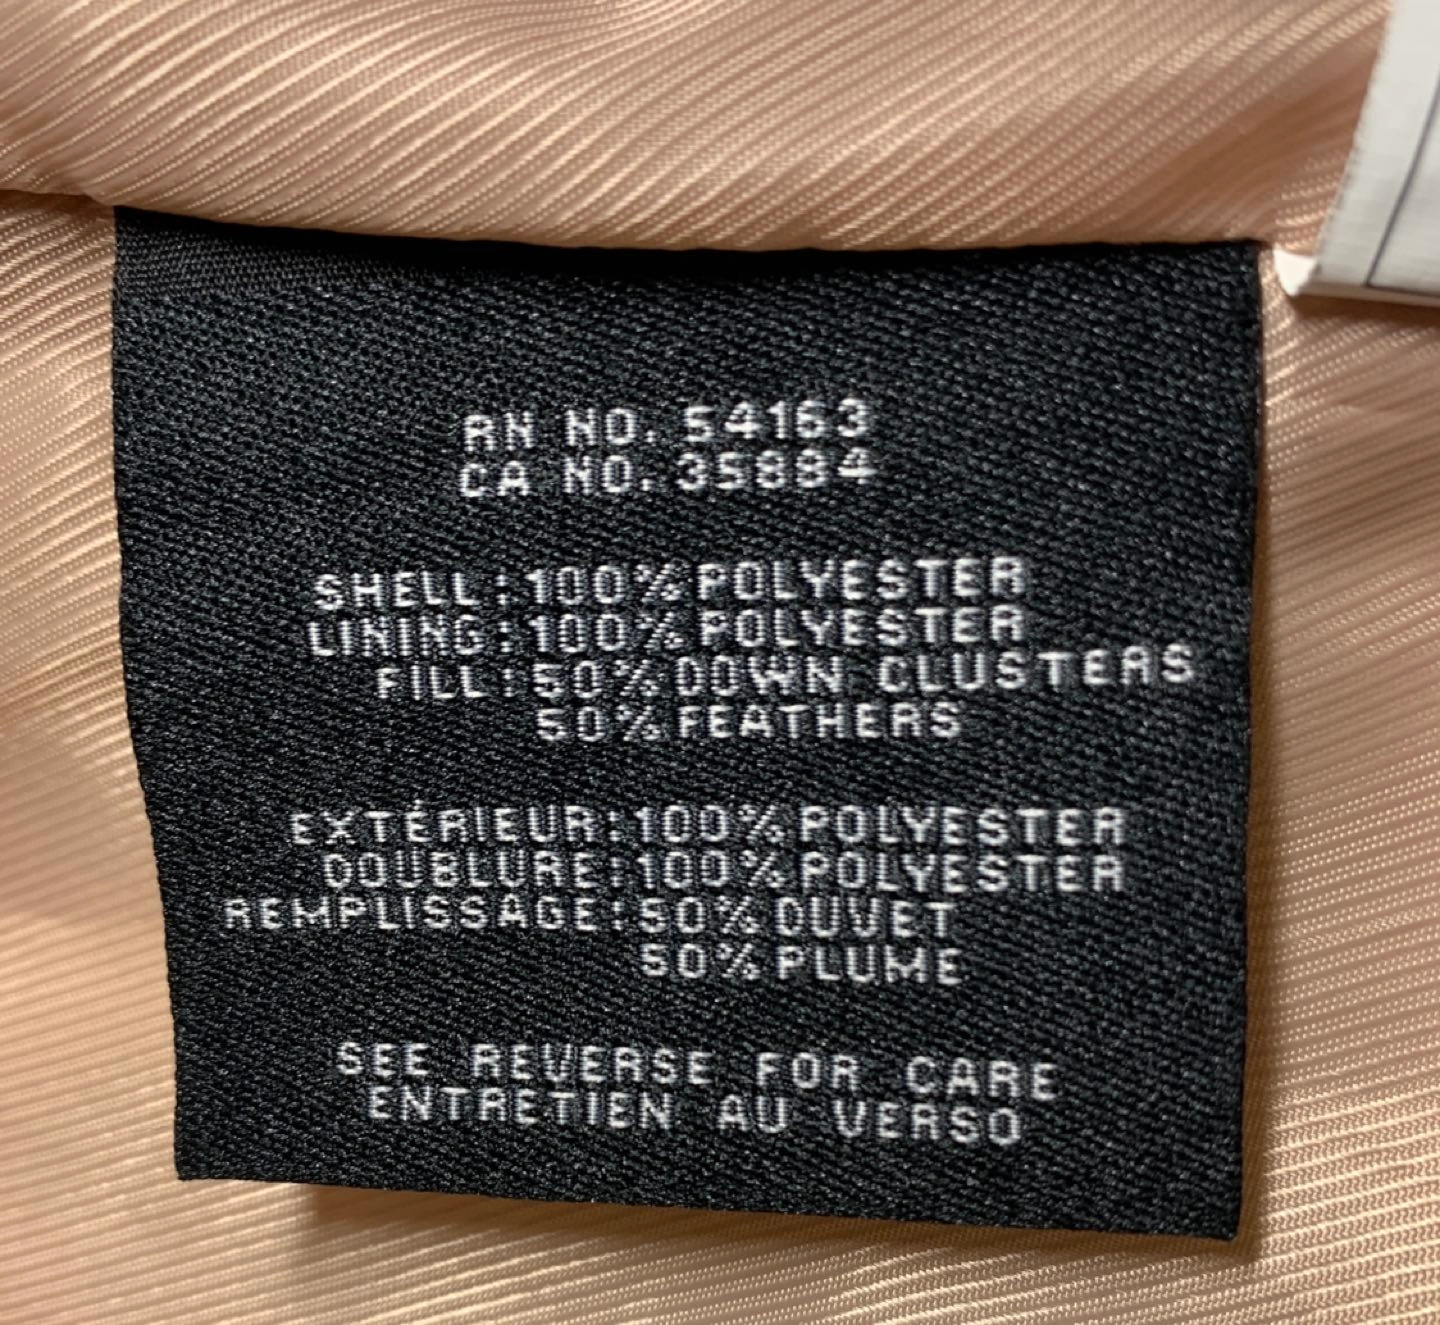 RN NO. 54163
CA NO. 35884
SHELL:100%POLYESTER
LINING:100%POLYESTER
FILL:50%DOWN CLUSTERS
50%FEATHERS
EXTÉRIEUR:100%POLYESTER
DOUBLURE:100%POLYESTER
REMPLISSAGE:50%DUVET
50%PLUME
SEE REVERSE FOR CARE
ENTRETIEN AU VERSO